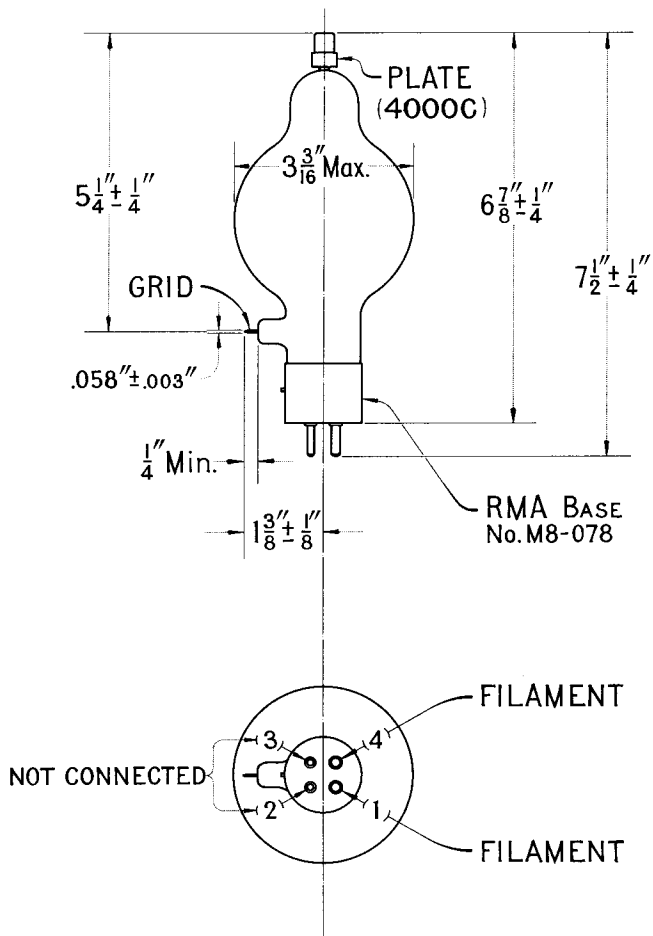 PLATE
(4000C)
3 3/16" Max.
5 1/4" ± 1/4"
6 7/8" ± 1/4"
7 1/2" ± 1/4"
GRID
.058" ± .003"
1/4" Min.
1 3/8" ± 1/8"
RMA BASE
No. M8-078
FILAMENT
3
4
NOT CONNECTED
2
1
FILAMENT